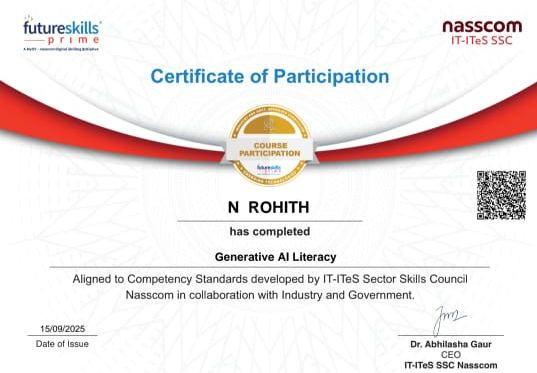 futureskills
prime
A MeitY - nasscom Digital Skilling Initiative
nasscom
IT-ITeS SSC
Certificate of Participation
COURSE
PARTICIPATION
futureskills
prime
N ROHITH
has completed
Generative AI Literacy
Aligned to Competency Standards developed by IT-ITeS Sector Skills Council
Nasscom in collaboration with Industry and Government.
15/09/2025
Date of Issue
Dr. Abhilasha Gaur
CEO
IT-ITeS SSC Nasscom